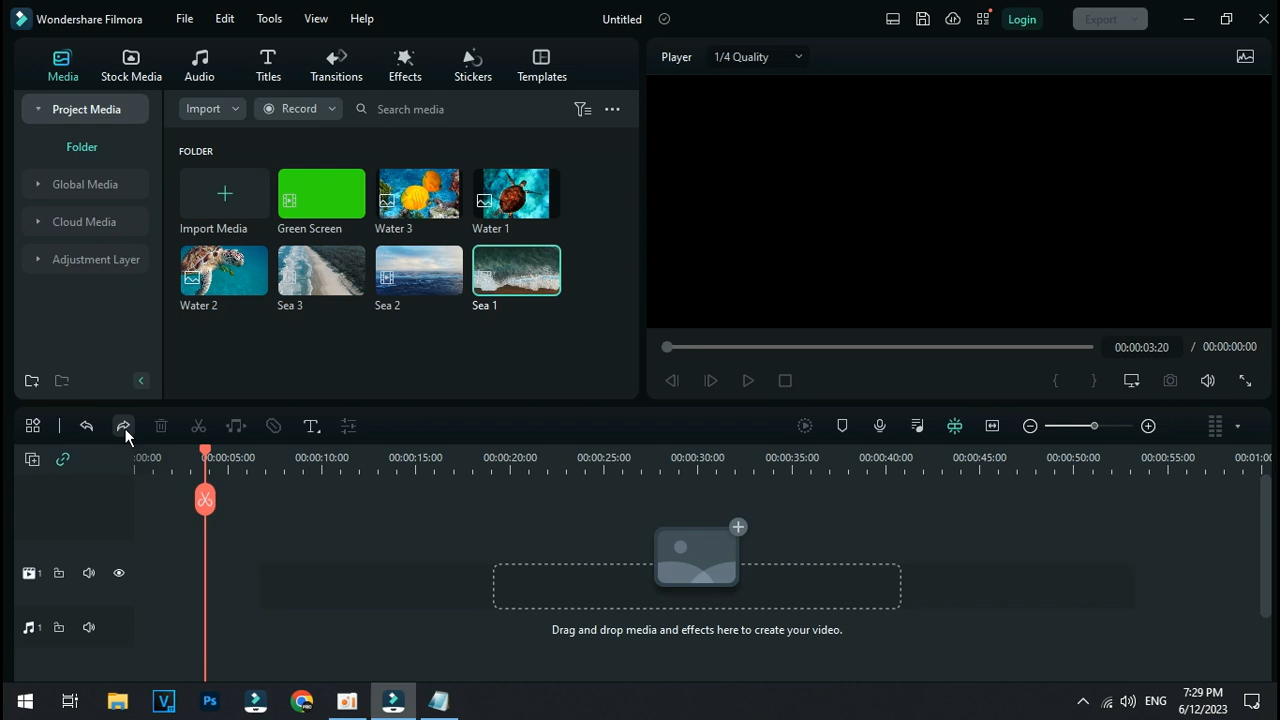 Wondershare Filmora
File
Edit
Tools
View
Help
Untitled
Login
Export
Media
Stock Media
Audio
Titles
Transitions
Effects
Stickers
Templates
Player
1/4 Quality
Project Media
Folder
Global Media
Cloud Media
Adjustment Layer
Import
Record
Search media
FOLDER
Import Media
Green Screen
Water 3
Water 1
Water 2
Sea 3
Sea 2
Sea 1
00:00:03:20 / 00:00:00:00
:00:00 00:00:05:00 00:00:10:00 00:00:15:00 00:00:20:00 00:00:25:00 00:00:30:00 00:00:35:00 00:00:40:00 00:00:45:00 00:00:50:00 00:00:55:00 00:01:0
1
1
Drag and drop media and effects here to create your video.
V
Ps
ENG
7:29 PM
6/12/2023